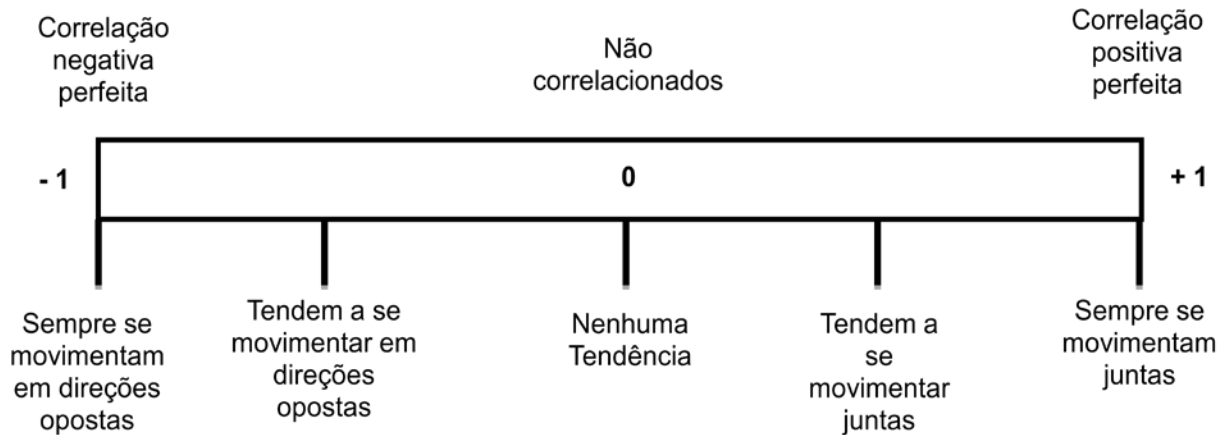 Correlação
negativa
perfeita
Não
correlacionados
Correlação
positiva
perfeita
- 1
0
+ 1
Sempre se
movimentam
em direções
opostas
Tendem a se
movimentar em
direções
opostas
Nenhuma
Tendência
Tendem a
se
movimentar
juntas
Sempre se
movimentam
juntas